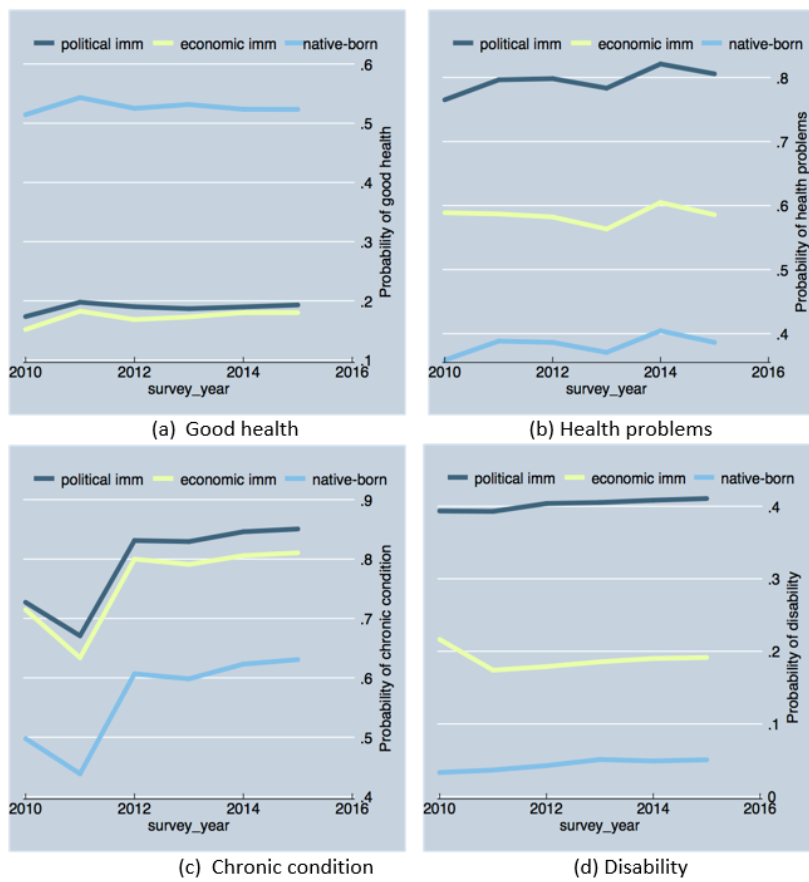 political imm economic imm native-born
.6
.5
.4
.3
.2
.1
Probability of good health
2010 2012 2014 2016
survey_year
(a) Good health
political imm economic imm native-born
.8
.7
.6
.5
.4
Probability of health problems
2010 2012 2014 2016
survey_year
(b) Health problems
political imm economic imm native-born
.9
.8
.7
.6
.5
.4
Probability of chronic condition
2010 2012 2014 2016
survey_year
(c) Chronic condition
political imm economic imm native-born
.4
.3
.2
.1
0
Probability of disability
2010 2012 2014 2016
survey_year
(d) Disability